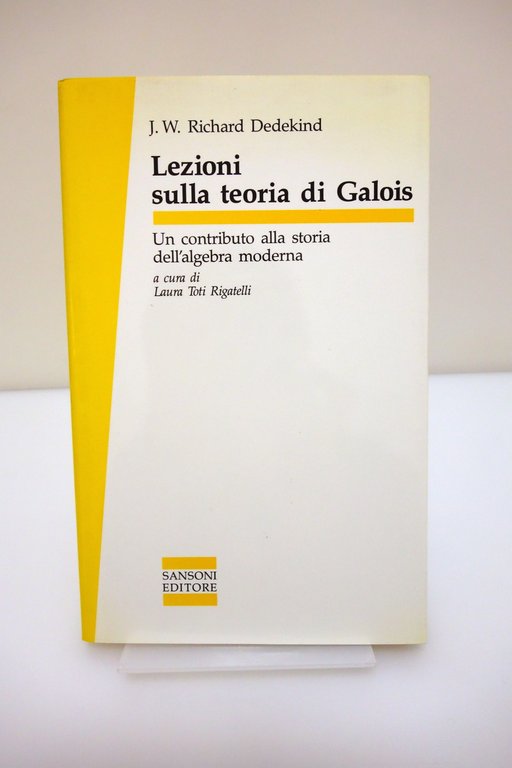 J. W. Richard Dedekind
Lezioni
sulla teoria di Galois
Un contributo alla storia
dell'algebra moderna
a cura di
Laura Toti Rigatelli
SANSONI
EDITORE